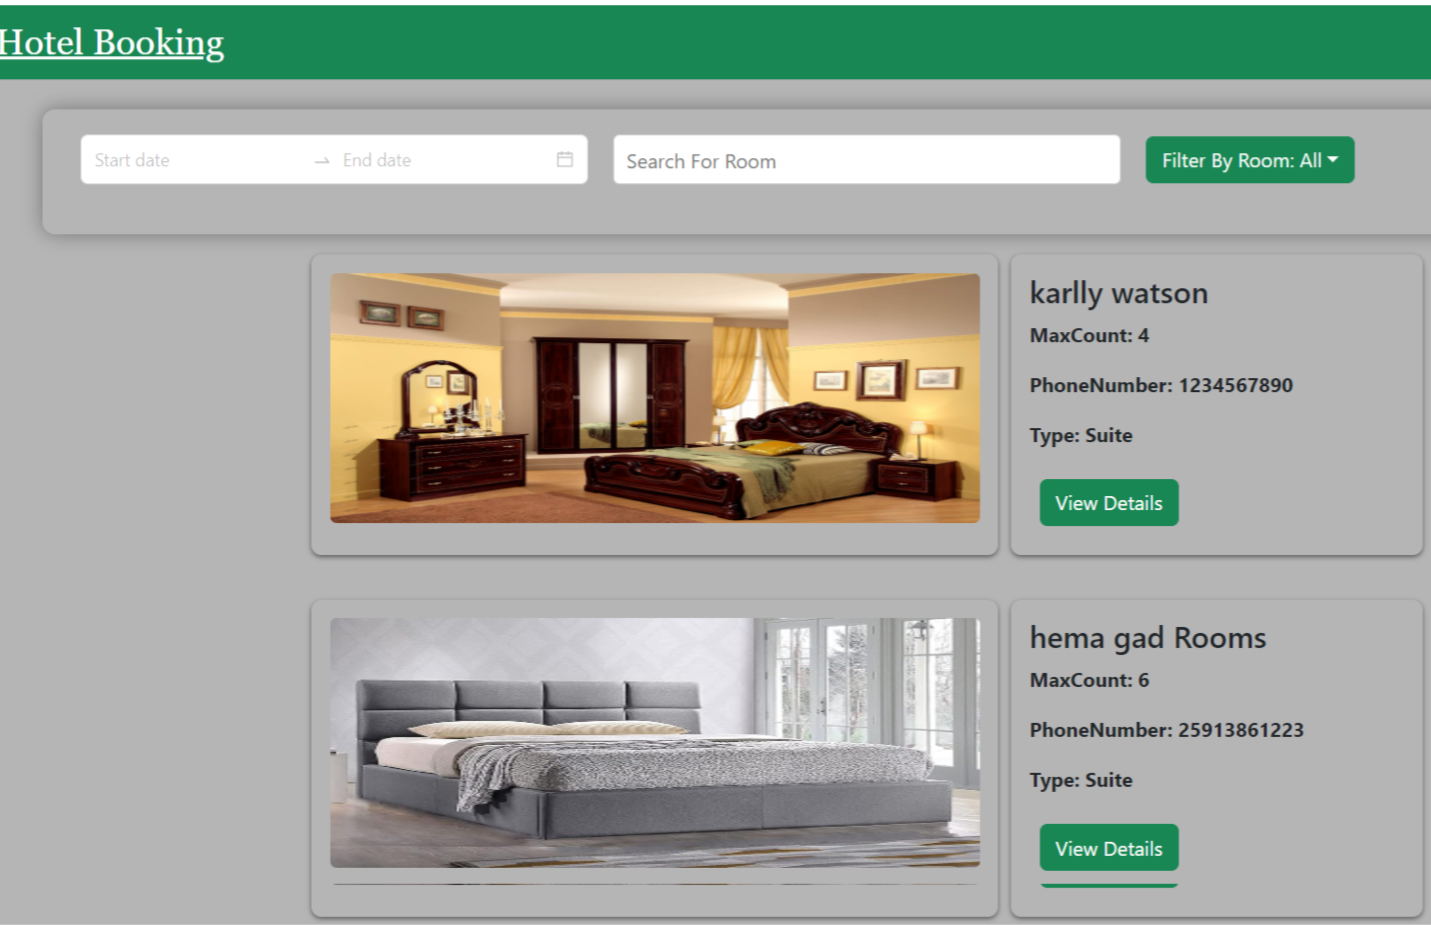 Hotel Booking
Start date → End date
Search For Room
Filter By Room: All
karlly watson
MaxCount: 4
PhoneNumber: 1234567890
Type: Suite
View Details
hema gad Rooms
MaxCount: 6
PhoneNumber: 25913861223
Type: Suite
View Details